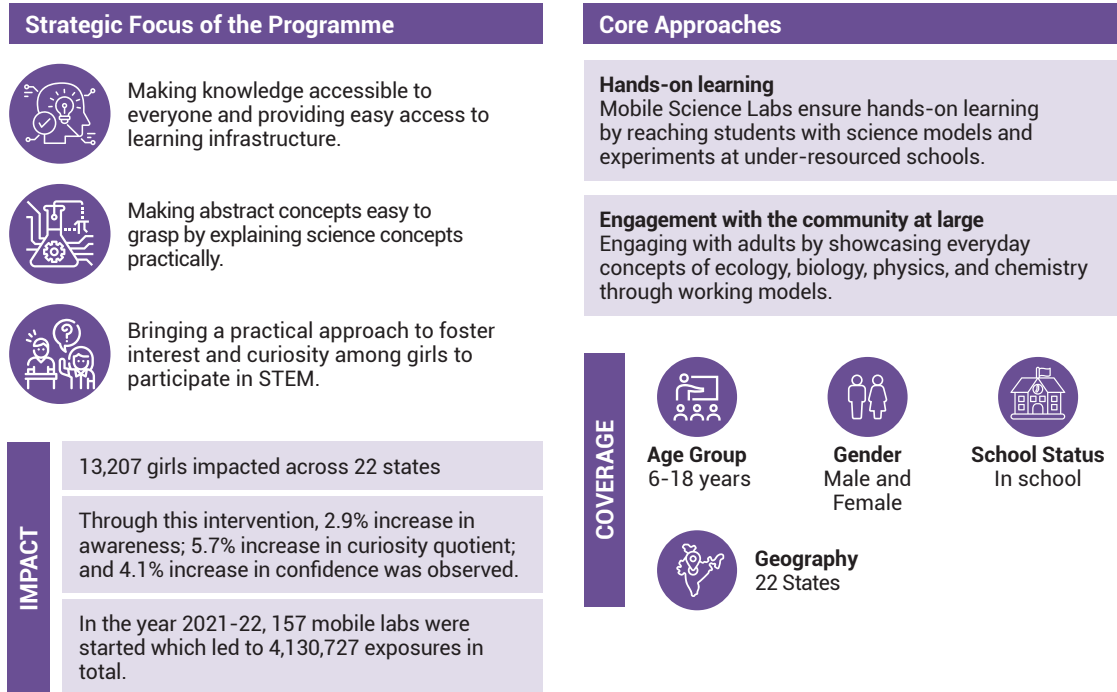 Strategic Focus of the Programme
Making knowledge accessible to
everyone and providing easy access to
learning infrastructure.
Making abstract concepts easy to
grasp by explaining science concepts
practically.
Bringing a practical approach to foster
interest and curiosity among girls to
participate in STEM.
IMPACT
13,207 girls impacted across 22 states
Through this intervention, 2.9% increase in
awareness; 5.7% increase in curiosity quotient;
and 4.1% increase in confidence was observed.
In the year 2021-22, 157 mobile labs were
started which led to 4,130,727 exposures in
total.
Core Approaches
Hands-on learning
Mobile Science Labs ensure hands-on learning
by reaching students with science models and
experiments at under-resourced schools.
Engagement with the community at large
Engaging with adults by showcasing everyday
concepts of ecology, biology, physics, and chemistry
through working models.
COVERAGE
Age Group
6-18 years
Gender
Male and
Female
School Status
In school
Geography
22 States